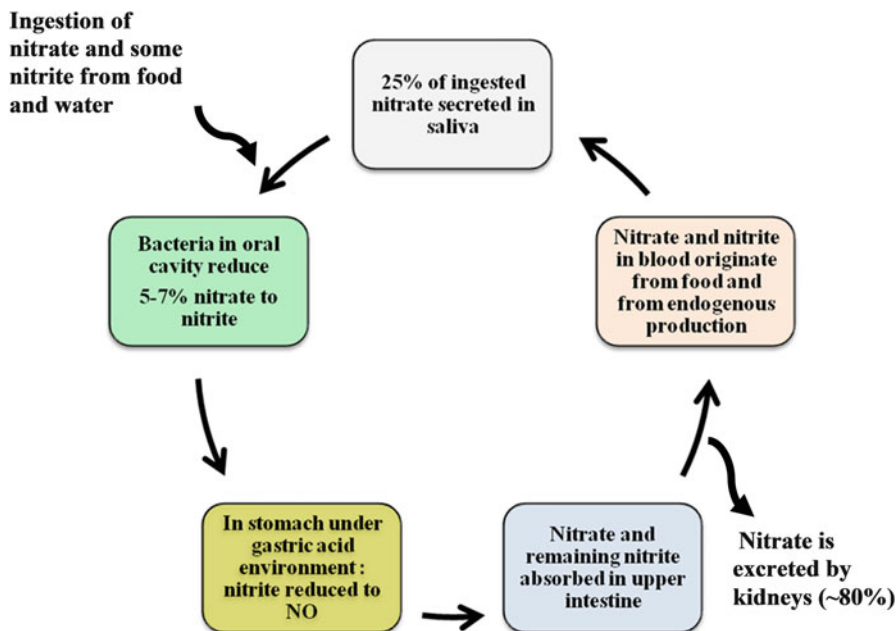 Ingestion of
nitrate and some
nitrite from food
and water
25% of ingested
nitrate secreted in
saliva
Bacteria in oral
cavity reduce
5-7% nitrate to
nitrite
Nitrate and nitrite
in blood originate
from food and
from endogenous
production
In stomach under
gastric acid
environment :
nitrite reduced to
NO
Nitrate and
remaining nitrite
absorbed in upper
intestine
Nitrate is
excreted by
kidneys (~80%)